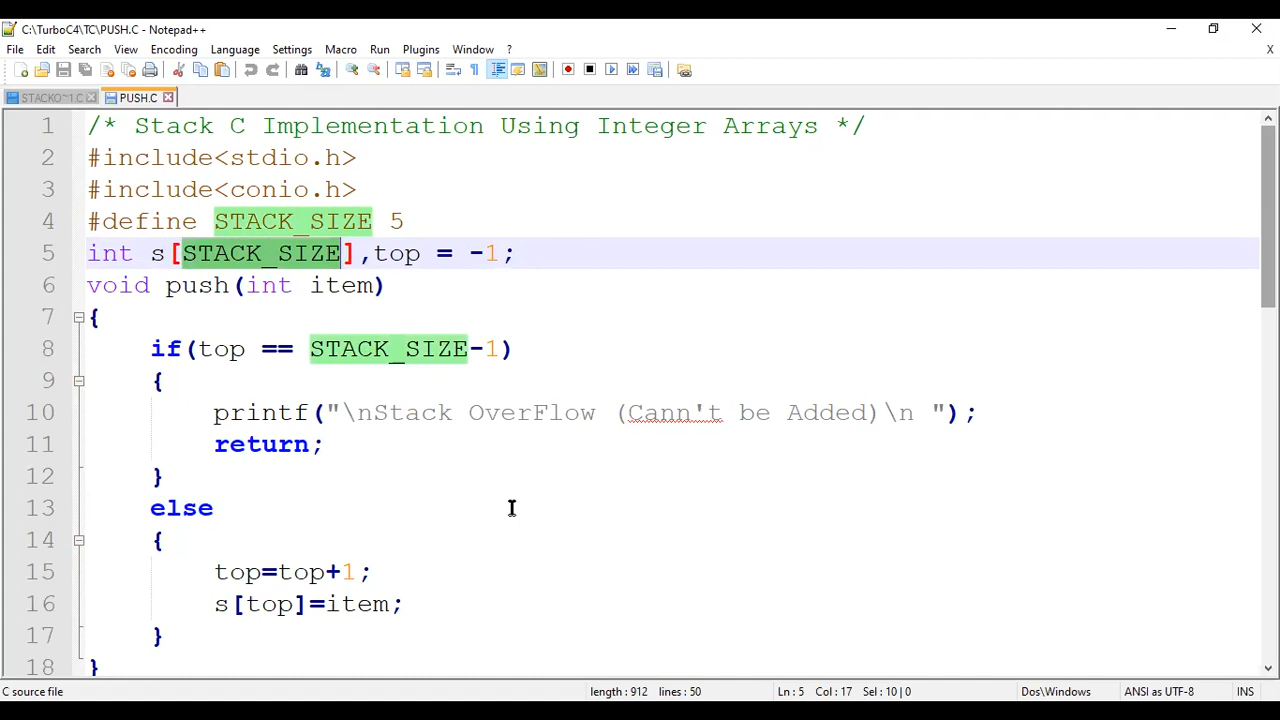 C:\TurboC4\TC\PUSH.C - Notepad++
File Edit Search View Encoding Language Settings Macro Run Plugins Window ? X
STACKO~1.C PUSH.C
1 /* Stack C Implementation Using Integer Arrays */
2 #include<stdio.h>
3 #include<conio.h>
4 #define STACK_SIZE 5
5 int s[STACK_SIZE],top = -1;
6 void push(int item)
7 {
8 if(top == STACK_SIZE-1)
9 {
10 printf("\nStack OverFlow (Cann't be Added)\n ");
11 return;
12 }
13 else
14 {
15 top=top+1;
16 s[top]=item;
17 }
18 }
C source file length : 912 lines : 50 Ln : 5 Col : 17 Sel : 10 | 0 Dos\Windows ANSI as UTF-8 INS